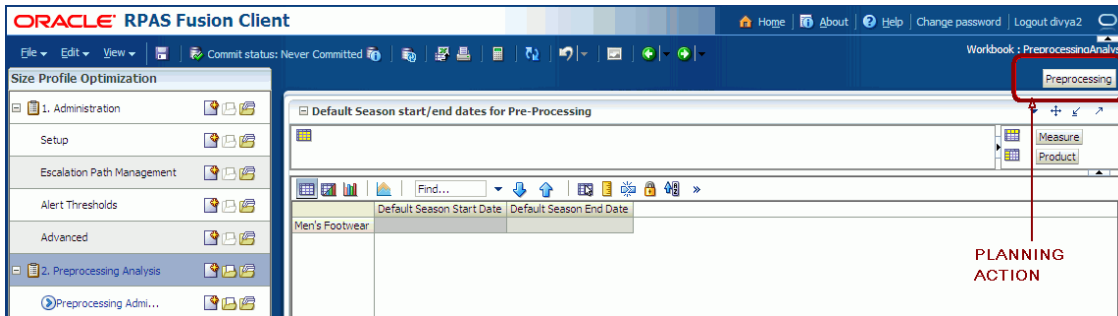 ORACLE RPAS Fusion Client
Home About Help Change password Logout divya2
File Edit View Commit status: Never Committed
Workbook : PreprocessingAnalys
Size Profile Optimization
Preprocessing
1. Administration
Default Season start/end dates for Pre-Processing
Setup
Measure
Product
Escalation Path Management
Find...
Alert Thresholds
Default Season Start Date Default Season End Date
Men's Footwear
Advanced
PLANNING
ACTION
2. Preprocessing Analysis
Preprocessing Admi...